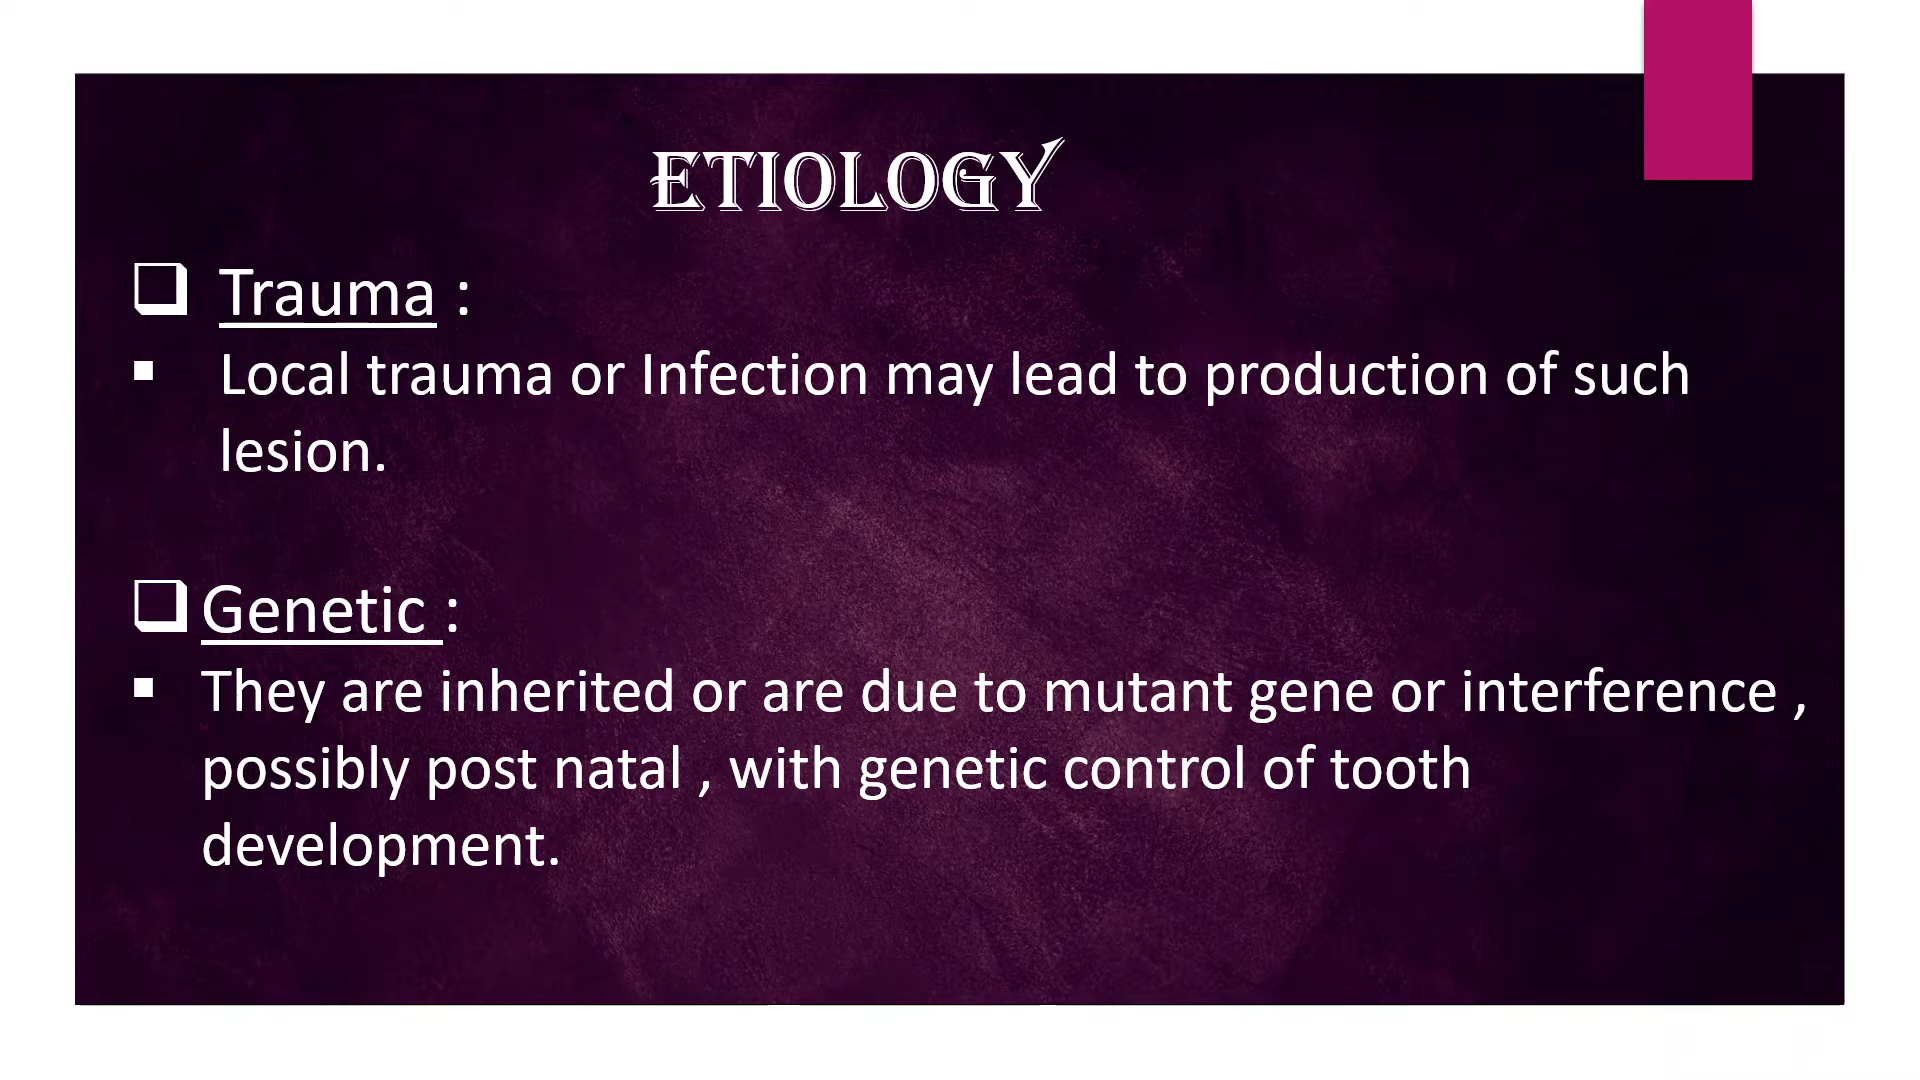 ETIOLOGY
❑ Trauma :
▪ Local trauma or Infection may lead to production of such
lesion.
❑ Genetic :
▪ They are inherited or are due to mutant gene or interference ,
possibly post natal , with genetic control of tooth
development.